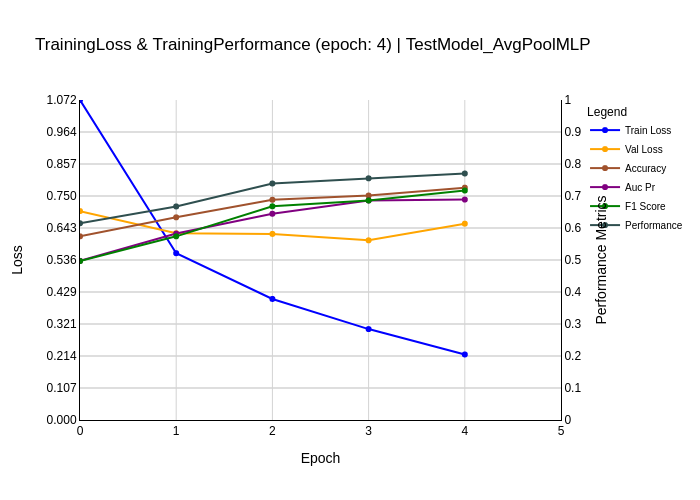 TrainingLoss & TrainingPerformance (epoch: 4) | TestModel_AvgPoolMLP
1.072
0.964
0.857
0.750
0.643
0.536
0.429
0.321
0.214
0.107
0.000
Loss
0 1 2 3 4 5
Epoch
1
0.9
0.8
0.7
0.6
0.5
0.4
0.3
0.2
0.1
0
Performance Metrics
Legend
Train Loss
Val Loss
Accuracy
Auc Pr
F1 Score
Performance